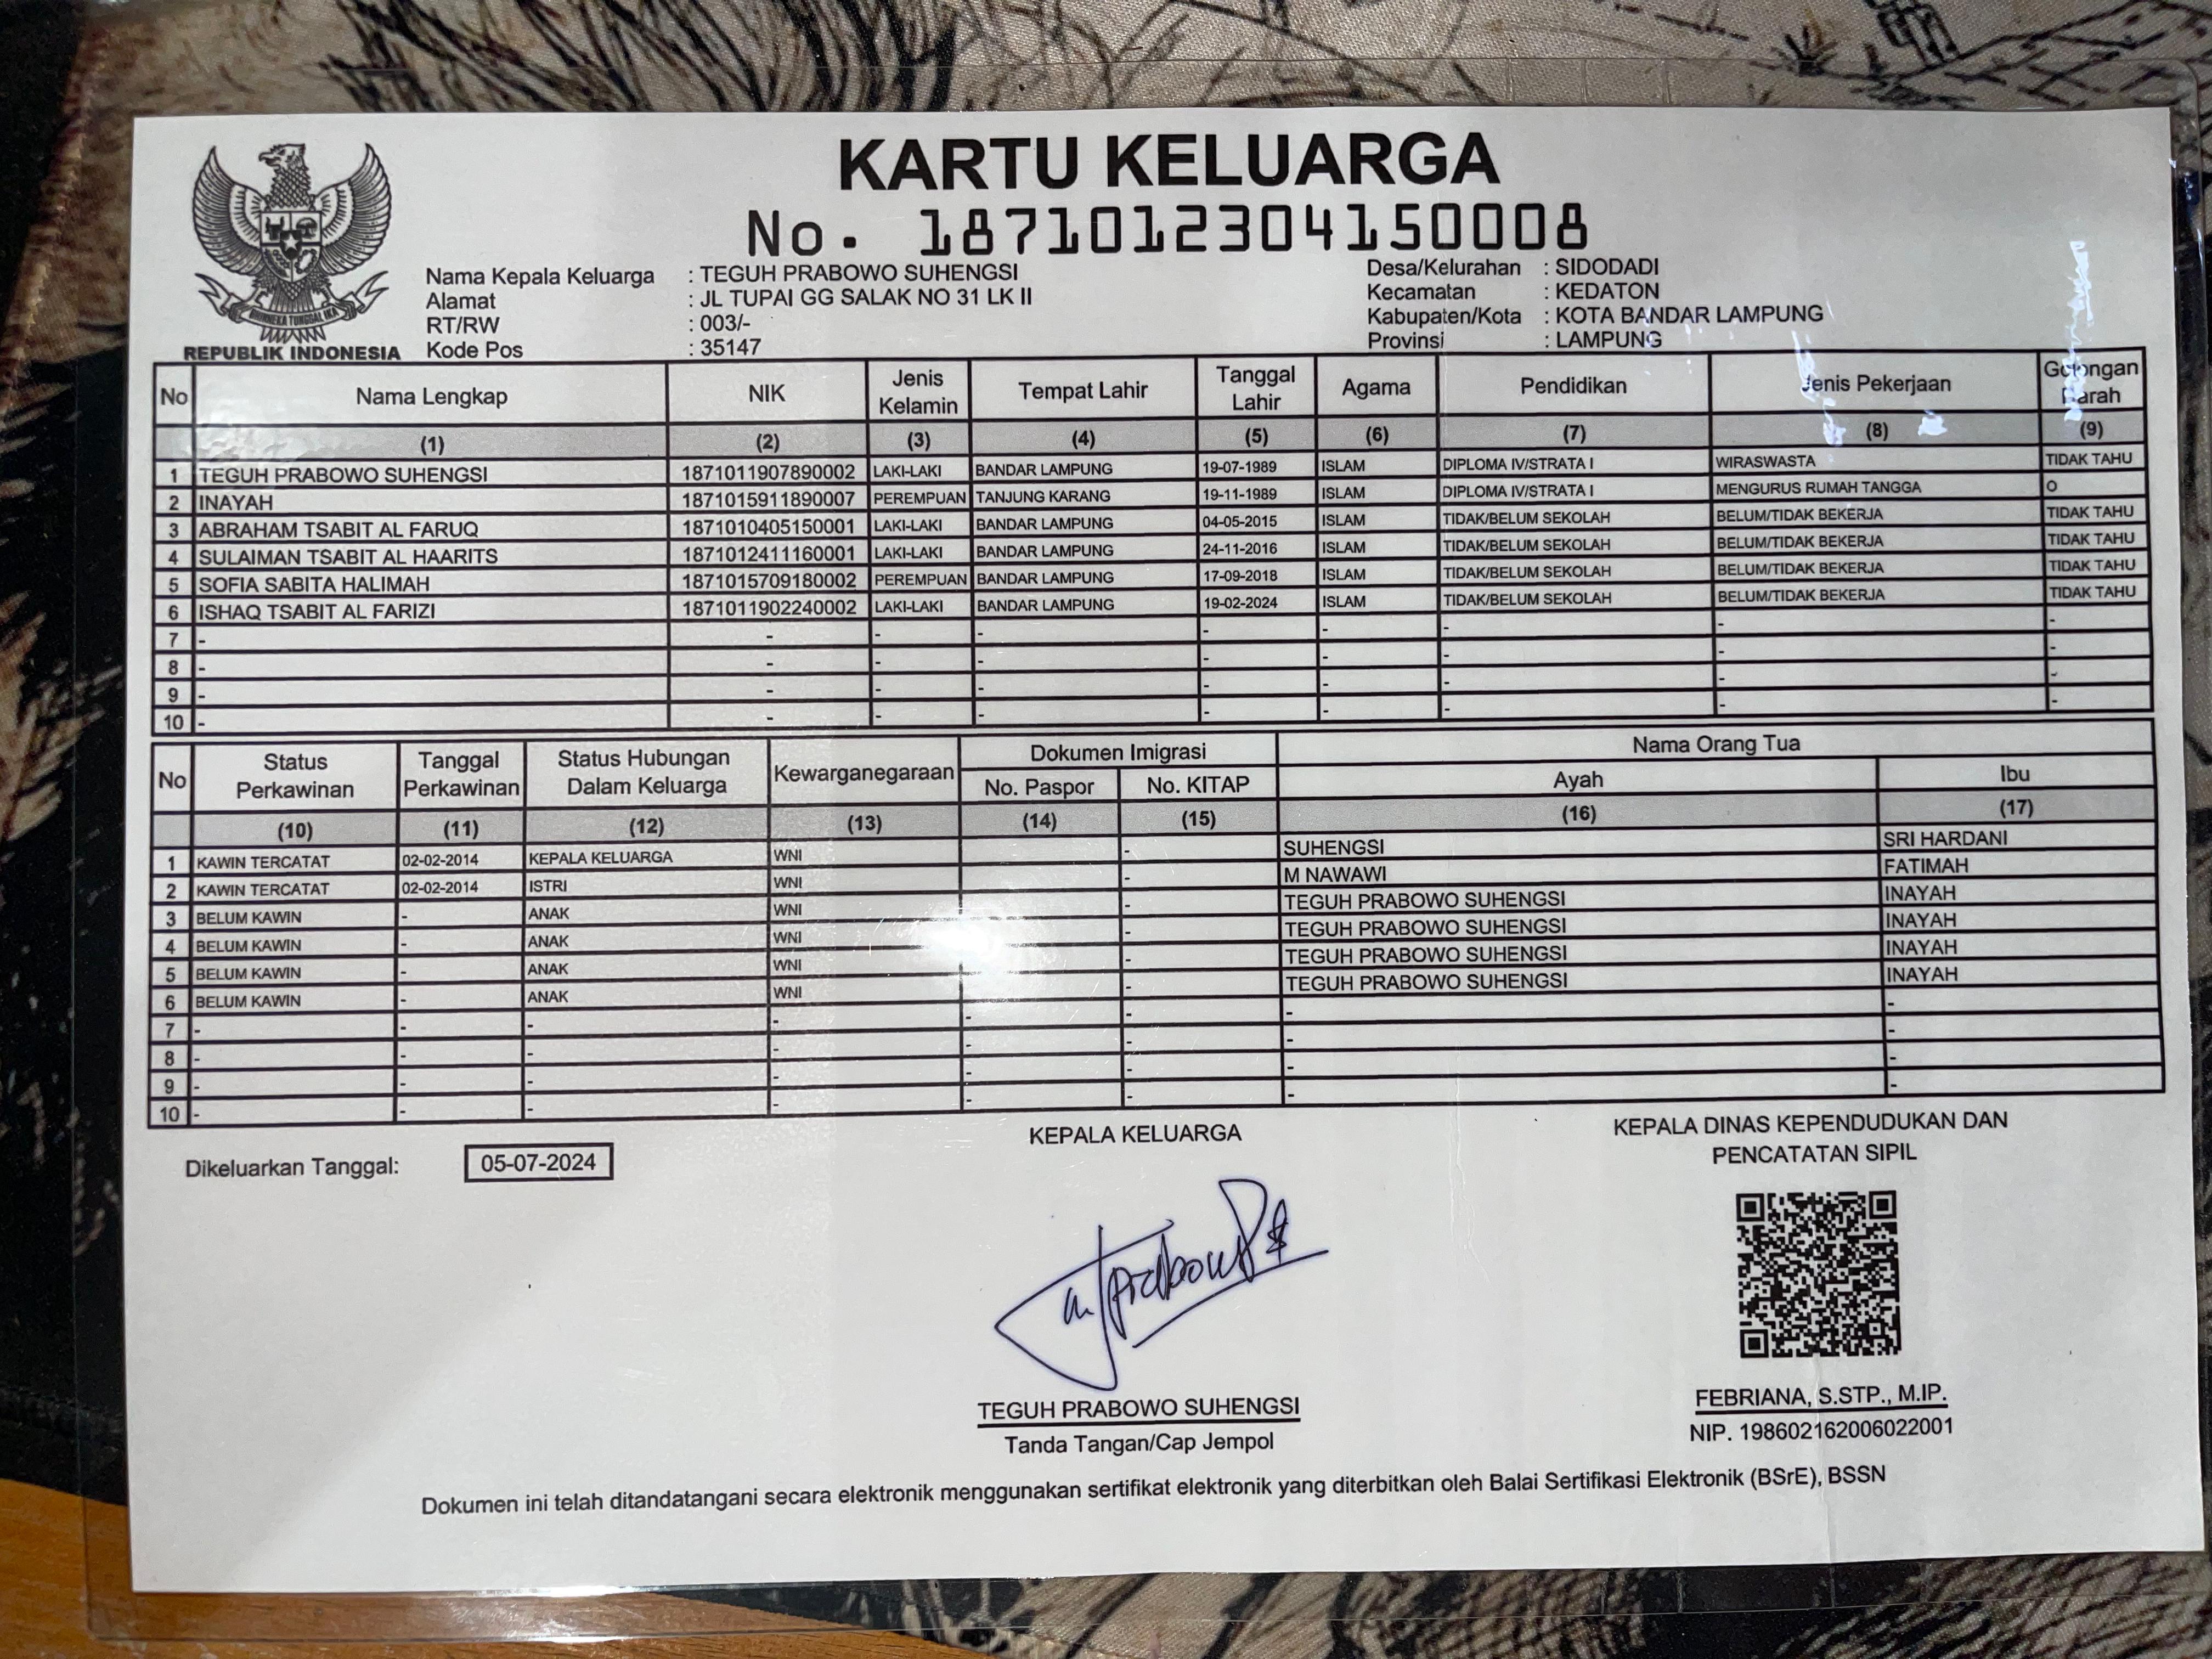 KARTU KELUARGA
No. 1871012304150008
BHINNEKA TUNGGAL IKA
REPUBLIK INDONESIA
Nama Kepala Keluarga : TEGUH PRABOWO SUHENGSI
Alamat : JL TUPAI GG SALAK NO 31 LK II
RT/RW : 003/-
Kode Pos : 35147
Desa/Kelurahan : SIDODADI
Kecamatan : KEDATON
Kabupaten/Kota : KOTA BANDAR LAMPUNG
Provinsi : LAMPUNG
No Nama Lengkap NIK Jenis Kelamin Tempat Lahir Tanggal Lahir Agama Pendidikan Jenis Pekerjaan Golongan Darah
(1) (2) (3) (4) (5) (6) (7) (8) (9)
1 TEGUH PRABOWO SUHENGSI 1871011907890002 LAKI-LAKI BANDAR LAMPUNG 19-07-1989 ISLAM DIPLOMA IV/STRATA I WIRASWASTA TIDAK TAHU
2 INAYAH 1871015911890007 PEREMPUAN TANJUNG KARANG 19-11-1989 ISLAM DIPLOMA IV/STRATA I MENGURUS RUMAH TANGGA O
3 ABRAHAM TSABIT AL FARUQ 1871010405150001 LAKI-LAKI BANDAR LAMPUNG 04-05-2015 ISLAM TIDAK/BELUM SEKOLAH BELUM/TIDAK BEKERJA TIDAK TAHU
4 SULAIMAN TSABIT AL HAARITS 1871012411160001 LAKI-LAKI BANDAR LAMPUNG 24-11-2016 ISLAM TIDAK/BELUM SEKOLAH BELUM/TIDAK BEKERJA TIDAK TAHU
5 SOFIA SABITA HALIMAH 1871015709180002 PEREMPUAN BANDAR LAMPUNG 17-09-2018 ISLAM TIDAK/BELUM SEKOLAH BELUM/TIDAK BEKERJA TIDAK TAHU
6 ISHAQ TSABIT AL FARIZI 1871011902240002 LAKI-LAKI BANDAR LAMPUNG 19-02-2024 ISLAM TIDAK/BELUM SEKOLAH BELUM/TIDAK BEKERJA TIDAK TAHU
7 - - - - - - - - -
8 - - - - - - - - -
9 - - - - - - - - -
10 - - - - - - - - -
No Status Perkawinan Tanggal Perkawinan Status Hubungan Dalam Keluarga Kewarganegaraan Dokumen Imigrasi Nama Orang Tua
No. Paspor No. KITAP Ayah Ibu
(10) (11) (12) (13) (14) (15) (16) (17)
1 KAWIN TERCATAT 02-02-2014 KEPALA KELUARGA WNI - SUHENGSI SRI HARDANI
2 KAWIN TERCATAT 02-02-2014 ISTRI WNI - M NAWAWI FATIMAH
3 BELUM KAWIN - ANAK WNI - TEGUH PRABOWO SUHENGSI INAYAH
4 BELUM KAWIN - ANAK WNI - TEGUH PRABOWO SUHENGSI INAYAH
5 BELUM KAWIN - ANAK WNI - TEGUH PRABOWO SUHENGSI INAYAH
6 BELUM KAWIN - ANAK WNI - TEGUH PRABOWO SUHENGSI INAYAH
7 - - - - - - - -
8 - - - - - - - -
9 - - - - - - - -
10 - - - - - - - -
Dikeluarkan Tanggal: 05-07-2024
KEPALA KELUARGA
TEGUH PRABOWO SUHENGSI
Tanda Tangan/Cap Jempol
KEPALA DINAS KEPENDUDUKAN DAN
PENCATATAN SIPIL
FEBRIANA, S.STP., M.IP.
NIP. 198602162006022001
Dokumen ini telah ditandatangani secara elektronik menggunakan sertifikat elektronik yang diterbitkan oleh Balai Sertifikasi Elektronik (BSrE), BSSN